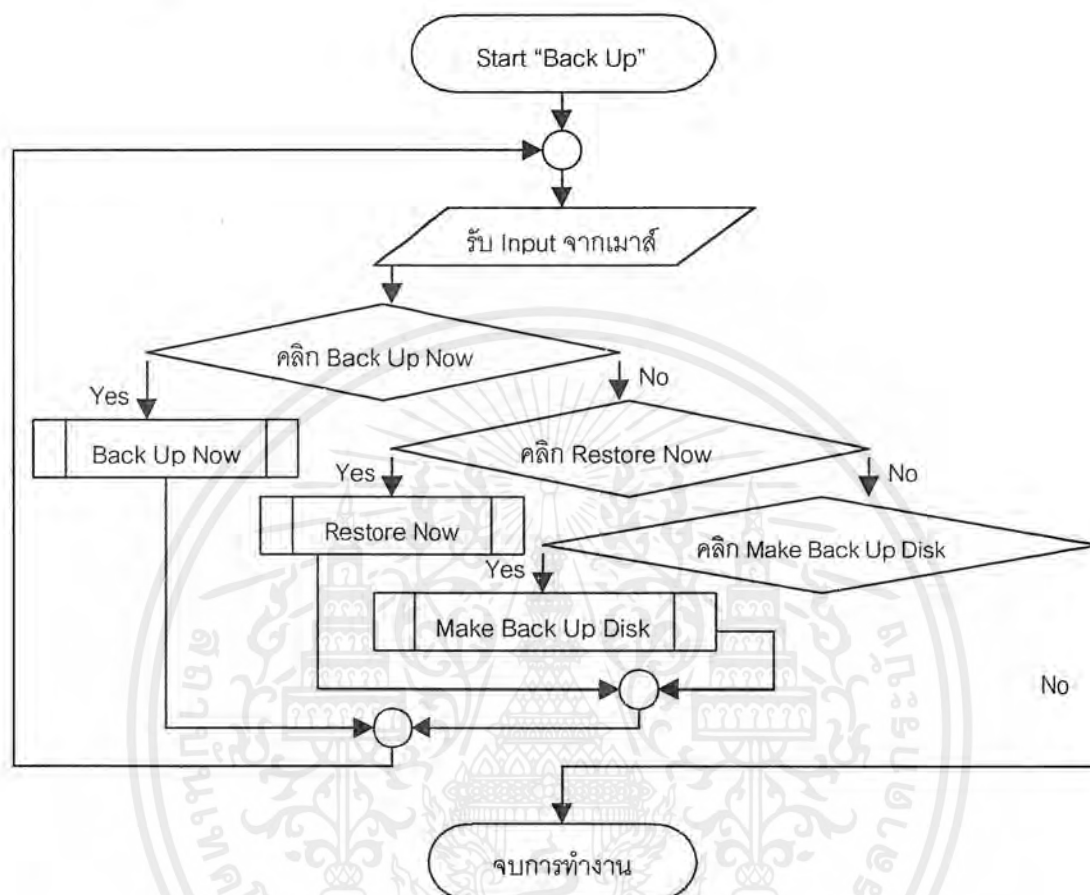 Start “Back Up”
รับ Input จากเมาส์
คลิก Back Up Now
Yes
No
Back Up Now
คลิก Restore Now
Yes
No
Restore Now
คลิก Make Back Up Disk
Yes
Make Back Up Disk
No
จบการทำงาน